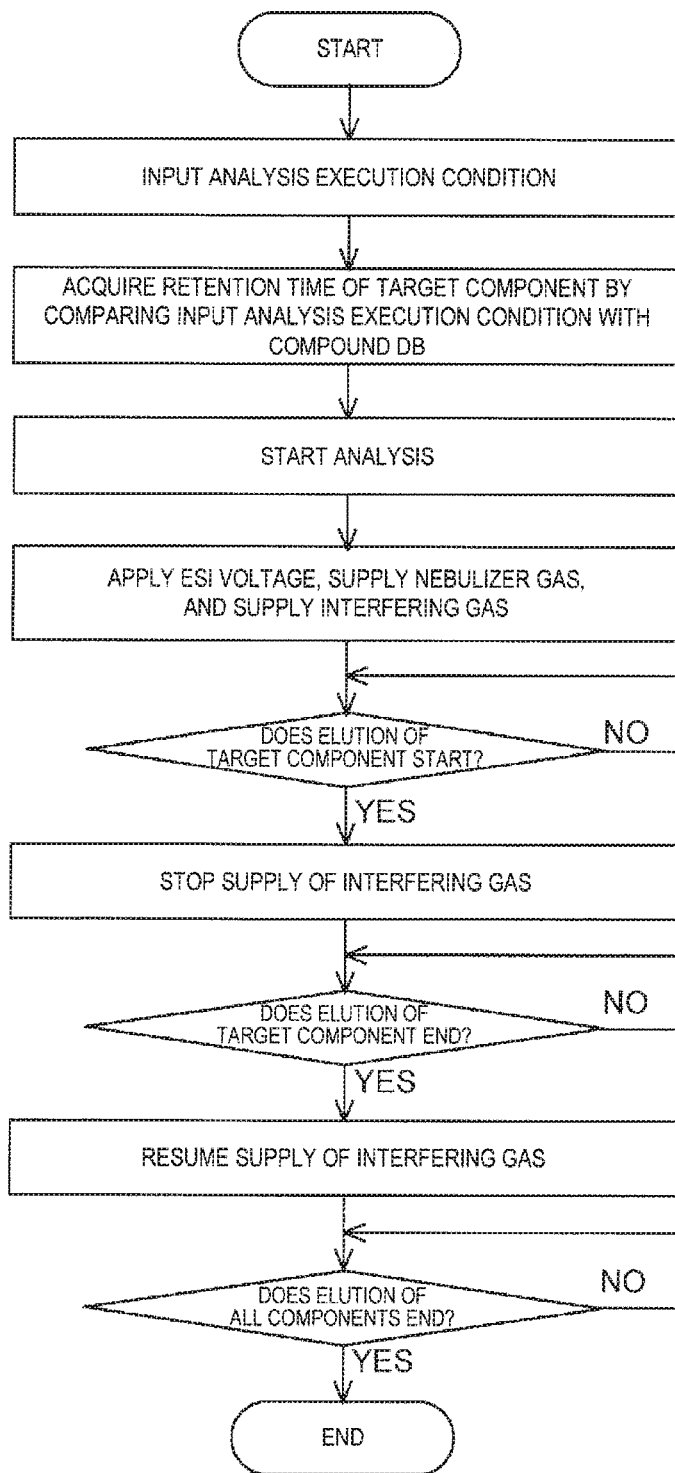 START
INPUT ANALYSIS EXECUTION CONDITION
ACQUIRE RETENTION TIME OF TARGET COMPONENT BY
COMPARING INPUT ANALYSIS EXECUTION CONDITION WITH
COMPOUND DB
START ANALYSIS
APPLY ESI VOLTAGE, SUPPLY NEBULIZER GAS,
AND SUPPLY INTERFERING GAS
DOES ELUTION OF
TARGET COMPONENT START?
NO
YES
STOP SUPPLY OF INTERFERING GAS
DOES ELUTION OF
TARGET COMPONENT END?
NO
YES
RESUME SUPPLY OF INTERFERING GAS
DOES ELUTION OF
ALL COMPONENTS END?
NO
YES
END